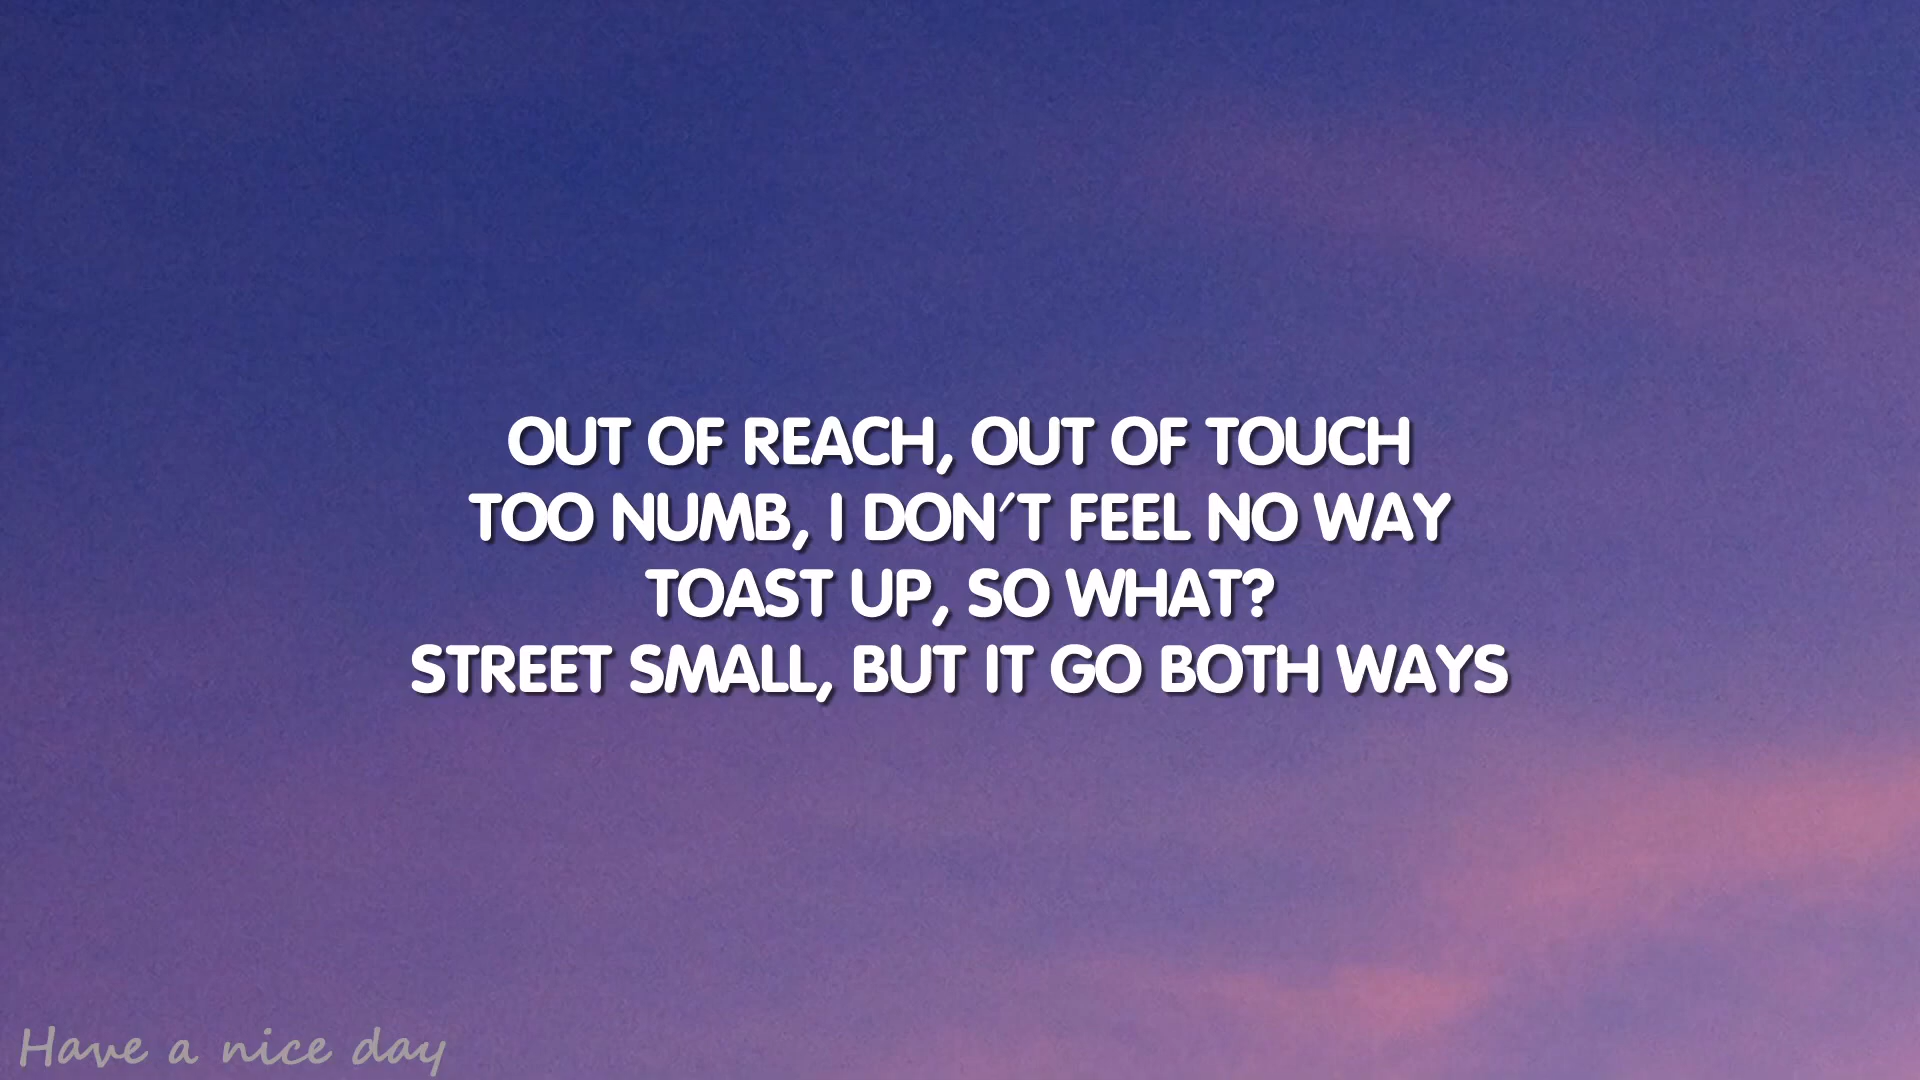 OUT OF REACH, OUT OF TOUCH
TOO NUMB, I DON'T FEEL NO WAY
TOAST UP, SO WHAT?
STREET SMALL, BUT IT GO BOTH WAYS
Have a nice day